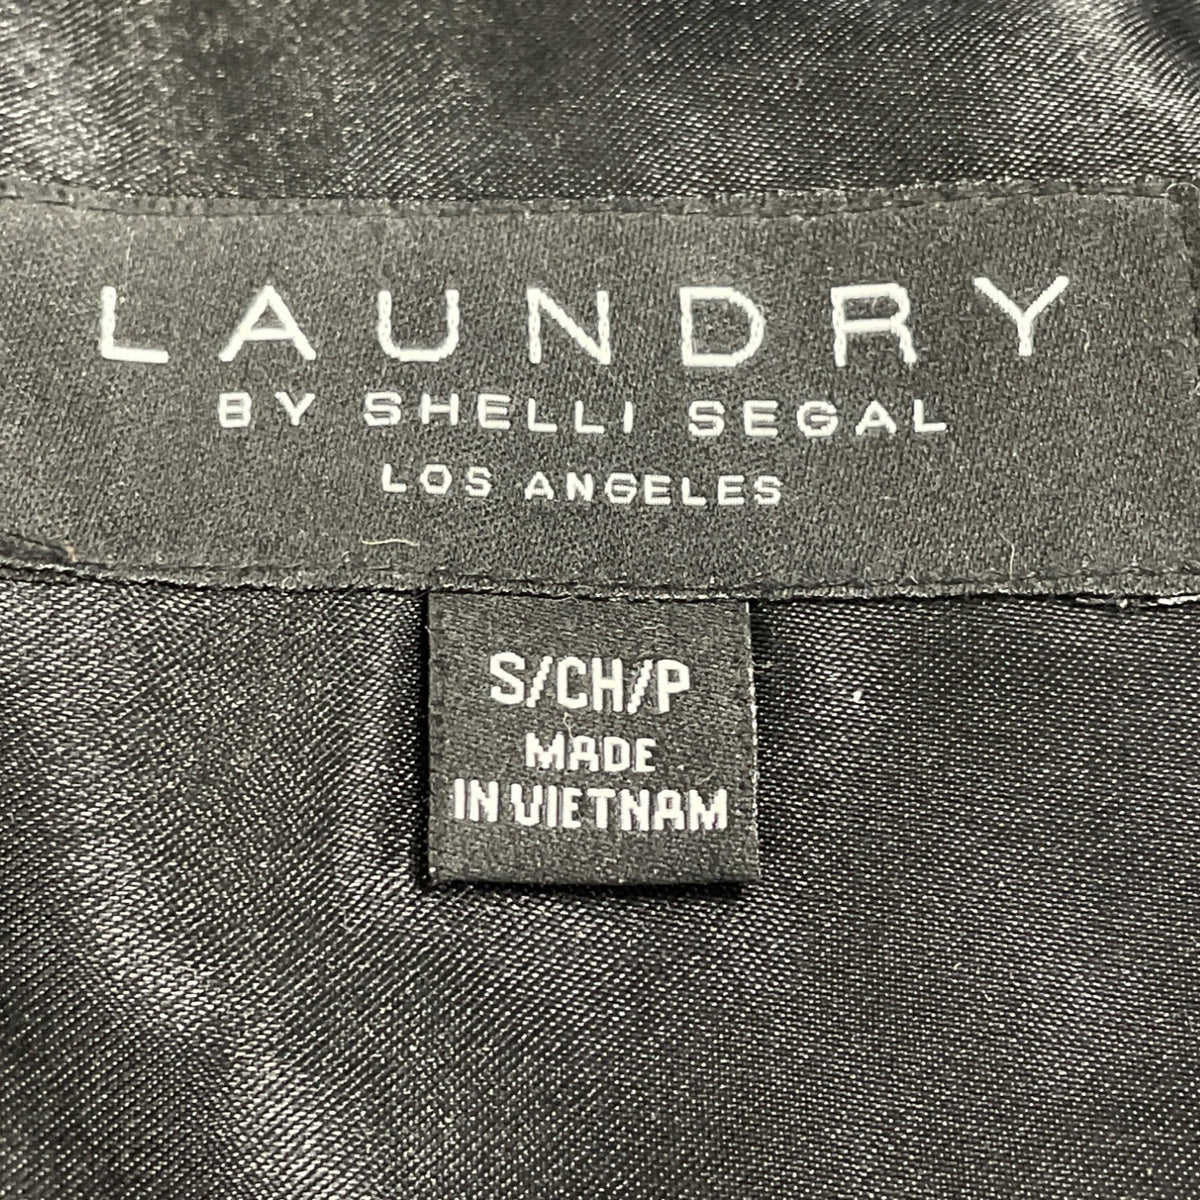 LAUNDRY
BY SHELLI SEGAL
LOS ANGELES
S/CH/P
MADE
IN VIETNAM